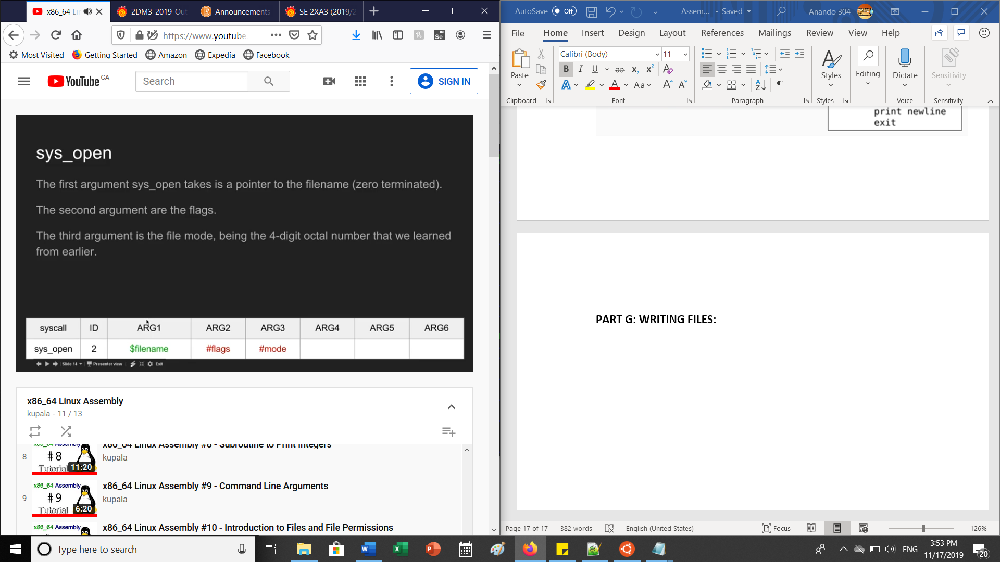 x86_64 Li
2DM3-2019-Out
Announcements
SE 2XA3 (2019/2
https://www.youtube
Most Visited
Getting Started
Amazon
Expedia
Facebook
YouTube CA
Search
SIGN IN
sys_open
The first argument sys_open takes is a pointer to the filename (zero terminated).
The second argument are the flags.
The third argument is the file mode, being the 4-digit octal number that we learned
from earlier.
syscall ID ARG1 ARG2 ARG3 ARG4 ARG5 ARG6
sys_open 2 $filename #flags #mode
Slide 14 Presenter view Exit
x86_64 Linux Assembly
kupala - 11 / 13
8
x86_64 Assembly
#8
Tutorial
11:20
x86_64 Linux Assembly #8 - Subroutine to Print Integers
kupala
9
x86_64 Assembly
#9
Tutorial
6:20
x86_64 Linux Assembly #9 - Command Line Arguments
kupala
x86_64 Assembly
x86_64 Linux Assembly #10 - Introduction to Files and File Permissions
AutoSave Off
Assem... - Saved
Anando 304
File Home Insert Design Layout References Mailings Review View Help
Calibri (Body) 11
Paste
B I U ab x2 x2
A A Aa A A
Styles
Editing
Dictate
Sensitivity
Clipboard Font Paragraph Styles Voice Sensitivity
print newline
exit
PART G: WRITING FILES:
Page 17 of 17 382 words English (United States) Focus 126%
Type here to search
ENG
3:53 PM
11/17/2019
20